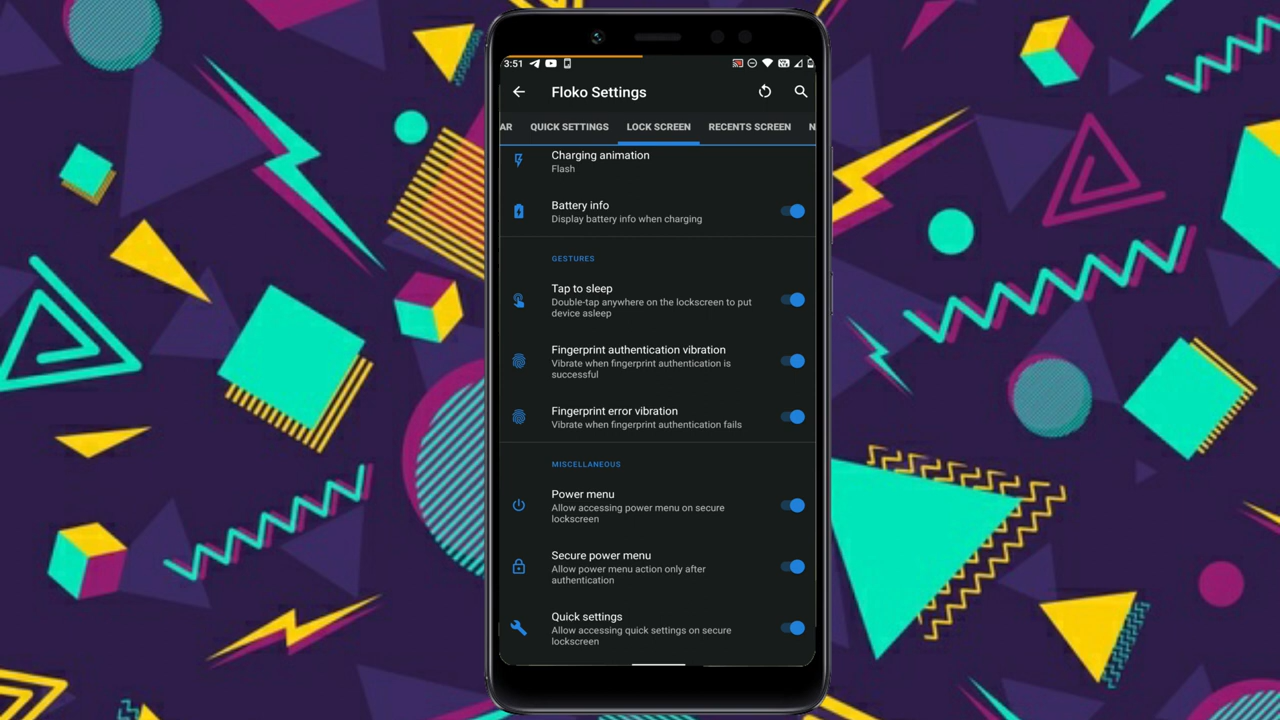 3:51
Floko Settings
AR QUICK SETTINGS LOCK SCREEN RECENTS SCREEN N
Charging animation
Flash
Battery info
Display battery info when charging
GESTURES
Tap to sleep
Double-tap anywhere on the lockscreen to put
device asleep
Fingerprint authentication vibration
Vibrate when fingerprint authentication is
successful
Fingerprint error vibration
Vibrate when fingerprint authentication fails
MISCELLANEOUS
Power menu
Allow accessing power menu on secure
lockscreen
Secure power menu
Allow power menu action only after
authentication
Quick settings
Allow accessing quick settings on secure
lockscreen